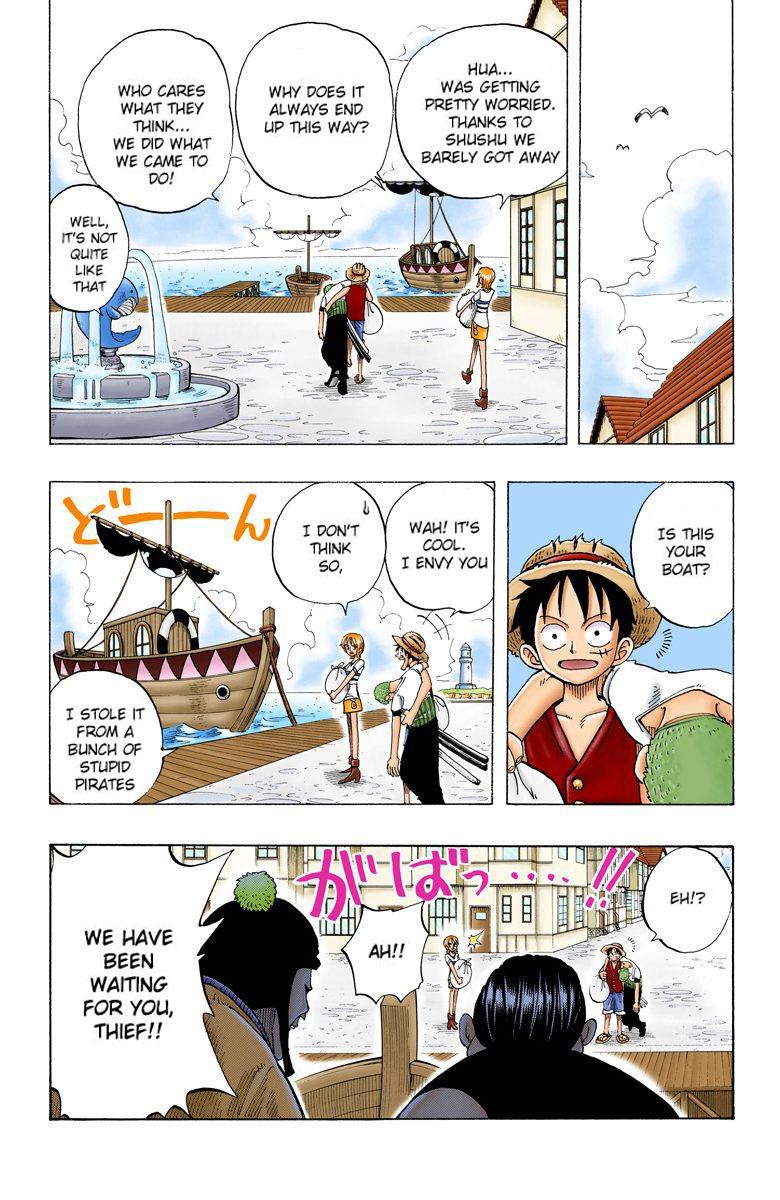 HUA...
WAS GETTING
PRETTY WORRIED.
THANKS TO
SHUSHU WE
BARELY GOT AWAY
WHY DOES IT
ALWAYS END
UP THIS WAY?
WHO CARES
WHAT THEY
THINK...
WE DID WHAT
WE CAME TO
DO!
WELL,
IT'S NOT
QUITE
LIKE
THAT
IS THIS
YOUR
BOAT?
WAH! IT'S
COOL.
I ENVY YOU
I DON'T
THINK
SO,
どーーん
I STOLE IT
FROM A
BUNCH OF
STUPID
PIRATES
EH!?
がばっ‥‥!!
AH!!
WE HAVE
BEEN
WAITING
FOR YOU,
THIEF!!